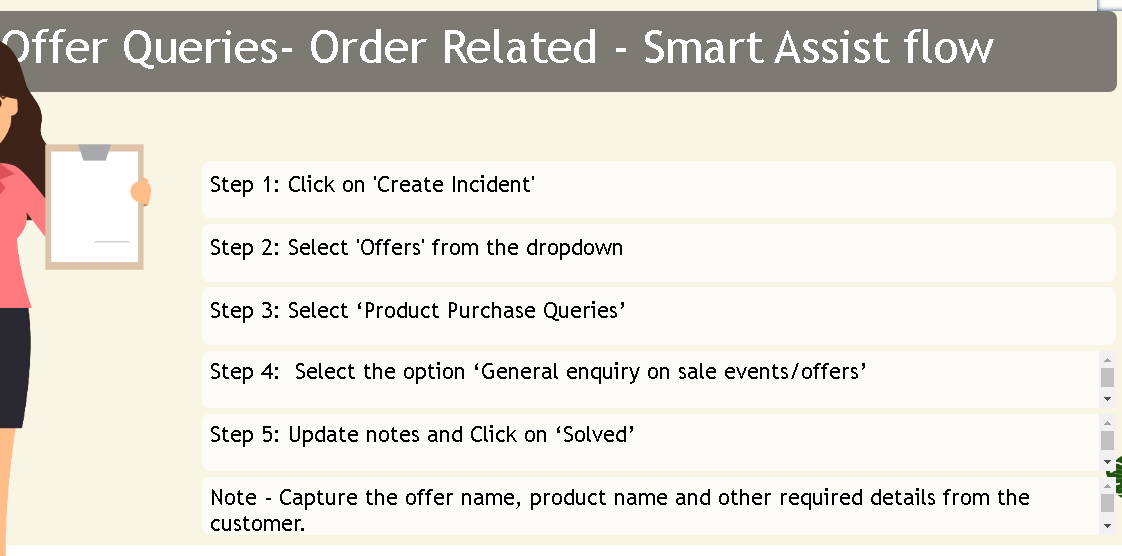 Offer Queries- Order Related - Smart Assist flow
Step 1: Click on 'Create Incident'
Step 2: Select 'Offers' from the dropdown
Step 3: Select ‘Product Purchase Queries’
Step 4:  Select the option ‘General enquiry on sale events/offers’
Step 5: Update notes and Click on ‘Solved’
Note - Capture the offer name, product name and other required details from the
customer.